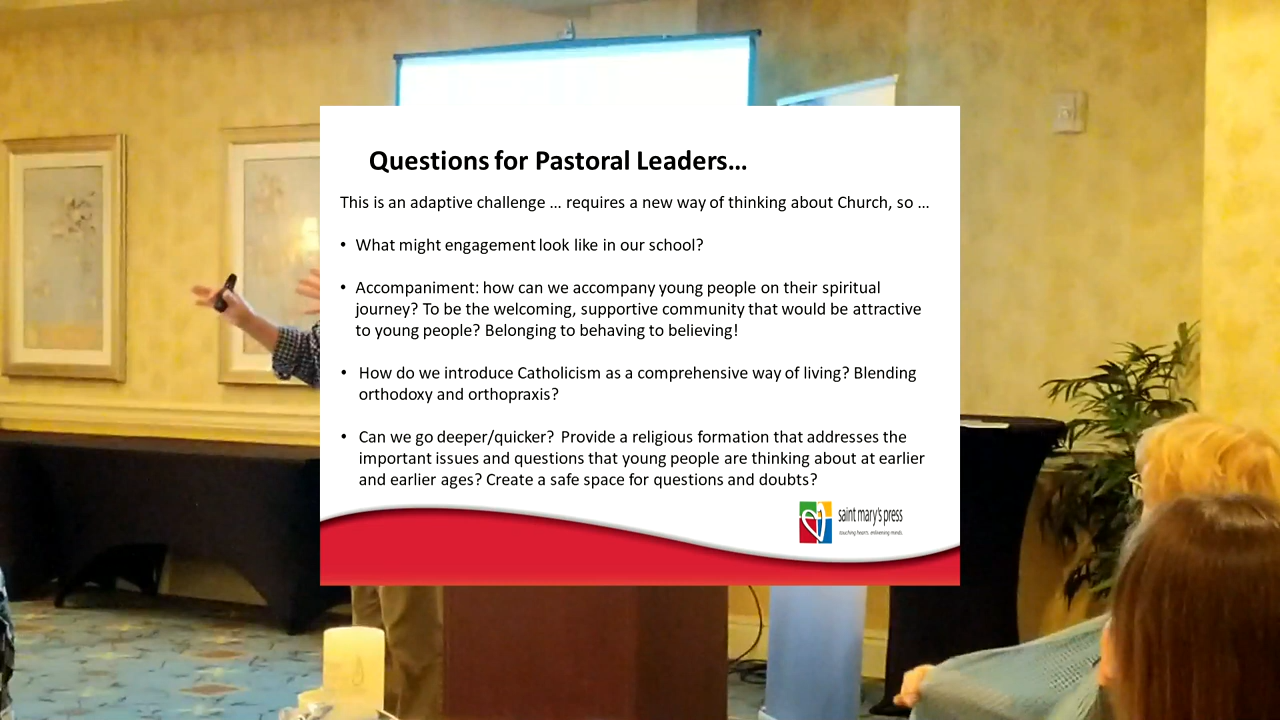 Questions for Pastoral Leaders…
This is an adaptive challenge … requires a new way of thinking about Church, so …
• What might engagement look like in our school?
• Accompaniment: how can we accompany young people on their spiritual
journey? To be the welcoming, supportive community that would be attractive
to young people? Belonging to behaving to believing!
• How do we introduce Catholicism as a comprehensive way of living? Blending
orthodoxy and orthopraxis?
• Can we go deeper/quicker? Provide a religious formation that addresses the
important issues and questions that young people are thinking about at earlier
and earlier ages? Create a safe space for questions and doubts?
saint mary's press
touching hearts. enlivening minds.